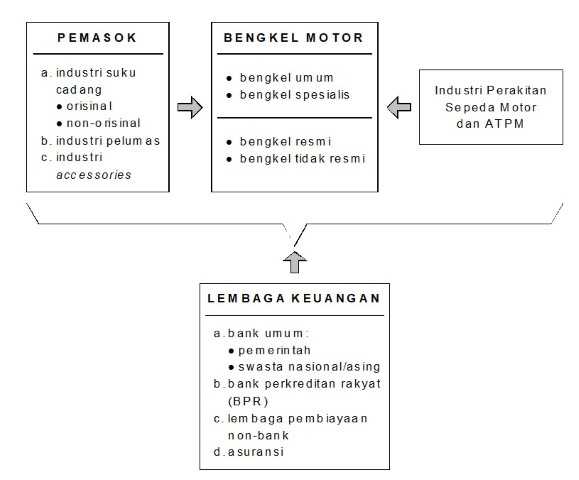 PEMASOK
a. industri suku
cadang
● orisinal
● non-orisinal
b. industri pelumas
c. industri
accessories
BENGKEL MOTOR
● bengkel umum
● bengkel spesialis
● bengkel resmi
● bengkel tidak resmi
Industri Perakitan
Sepeda Motor
dan ATPM
LEMBAGA KEUANGAN
a. bank umum:
● pemerintah
● swasta nasional/asing
b. bank perkreditan rakyat
(BPR)
c. lembaga pembiayaan
non-bank
d. asuransi